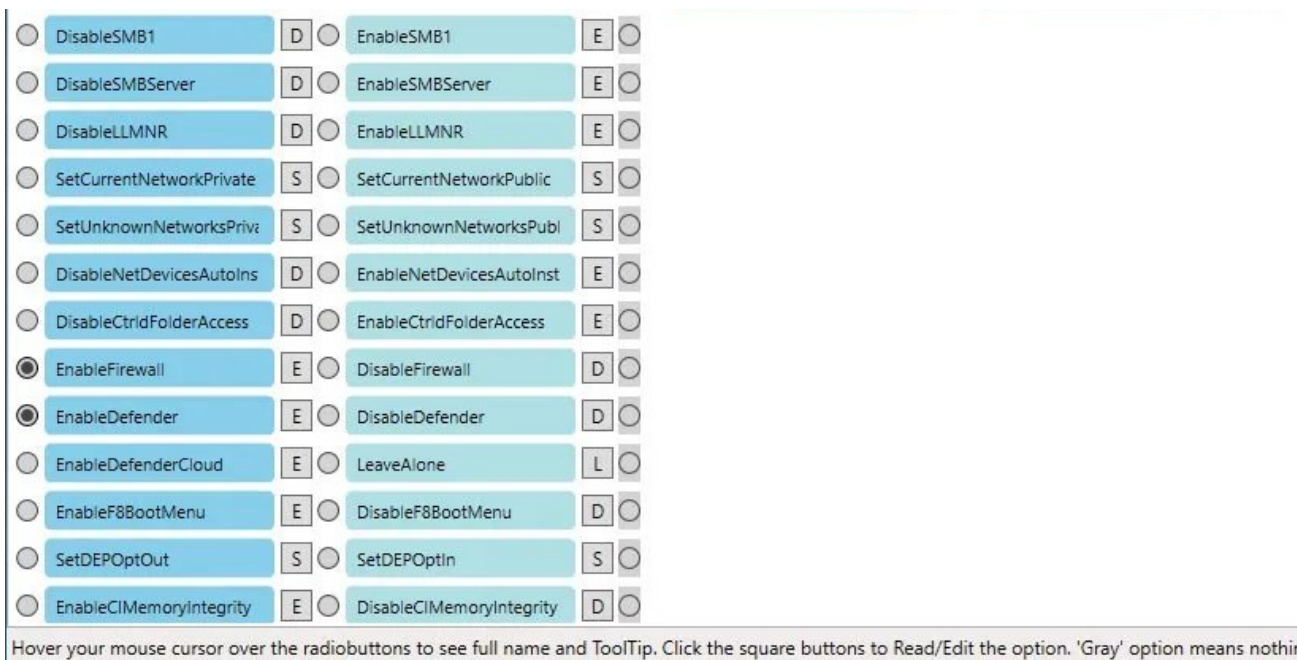 DisableSMB1 D EnableSMB1 E
DisableSMBServer D EnableSMBServer E
DisableLLMNR D EnableLLMNR E
SetCurrentNetworkPrivate S SetCurrentNetworkPublic S
SetUnknownNetworksPriva S SetUnknownNetworksPubl S
DisableNetDevicesAutoIns D EnableNetDevicesAutoInst E
DisableCtrldFolderAccess D EnableCtrldFolderAccess E
EnableFirewall E DisableFirewall D
EnableDefender E DisableDefender D
EnableDefenderCloud E LeaveAlone L
EnableF8BootMenu E DisableF8BootMenu D
SetDEPOptOut S SetDEPOptIn S
EnableCIMemoryIntegrity E DisableCIMemoryIntegrity D
Hover your mouse cursor over the radiobuttons to see full name and ToolTip. Click the square buttons to Read/Edit the option. 'Gray' option means nothin